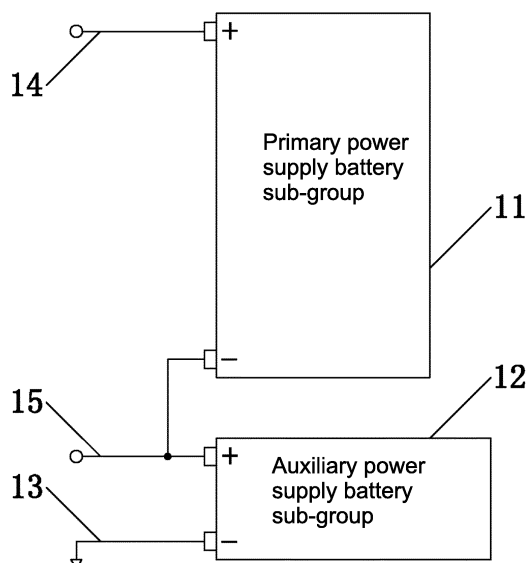 +
14
Primary power
supply battery
sub-group
11
−
12
15
+
Auxiliary power
supply battery
sub-group
13
−